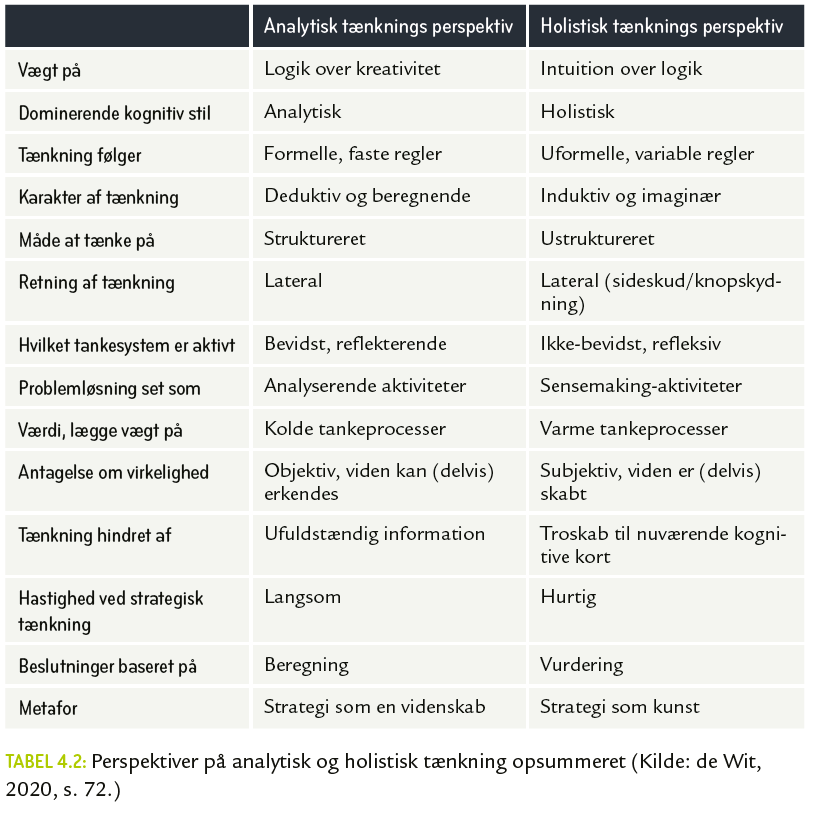 Analytisk tænknings perspektiv Holistisk tænknings perspektiv
Vægt på Logik over kreativitet Intuition over logik
Dominerende kognitiv stil Analytisk Holistisk
Tænkning følger Formelle, faste regler Uformelle, variable regler
Karakter af tænkning Deduktiv og beregnende Induktiv og imaginær
Måde at tænke på Struktureret Ustruktureret
Retning af tænkning Lateral Lateral (sideskud/knopskyd-
ning)
Hvilket tankesystem er aktivt Bevidst, reflekterende Ikke-bevidst, refleksiv
Problemløsning set som Analyserende aktiviteter Sensemaking-aktiviteter
Værdi, lægge vægt på Kolde tankeprocesser Varme tankeprocesser
Antagelse om virkelighed Objektiv, viden kan (delvis) Subjektiv, viden er (delvis)
erkendes skabt
Tænkning hindret af Ufuldstændig information Troskab til nuværende kogni-
tive kort
Hastighed ved strategisk Langsom Hurtig
tænkning
Beslutninger baseret på Beregning Vurdering
Metafor Strategi som en videnskab Strategi som kunst
TABEL 4.2: Perspektiver på analytisk og holistisk tænkning opsummeret (Kilde: de Wit,
2020, s. 72.)